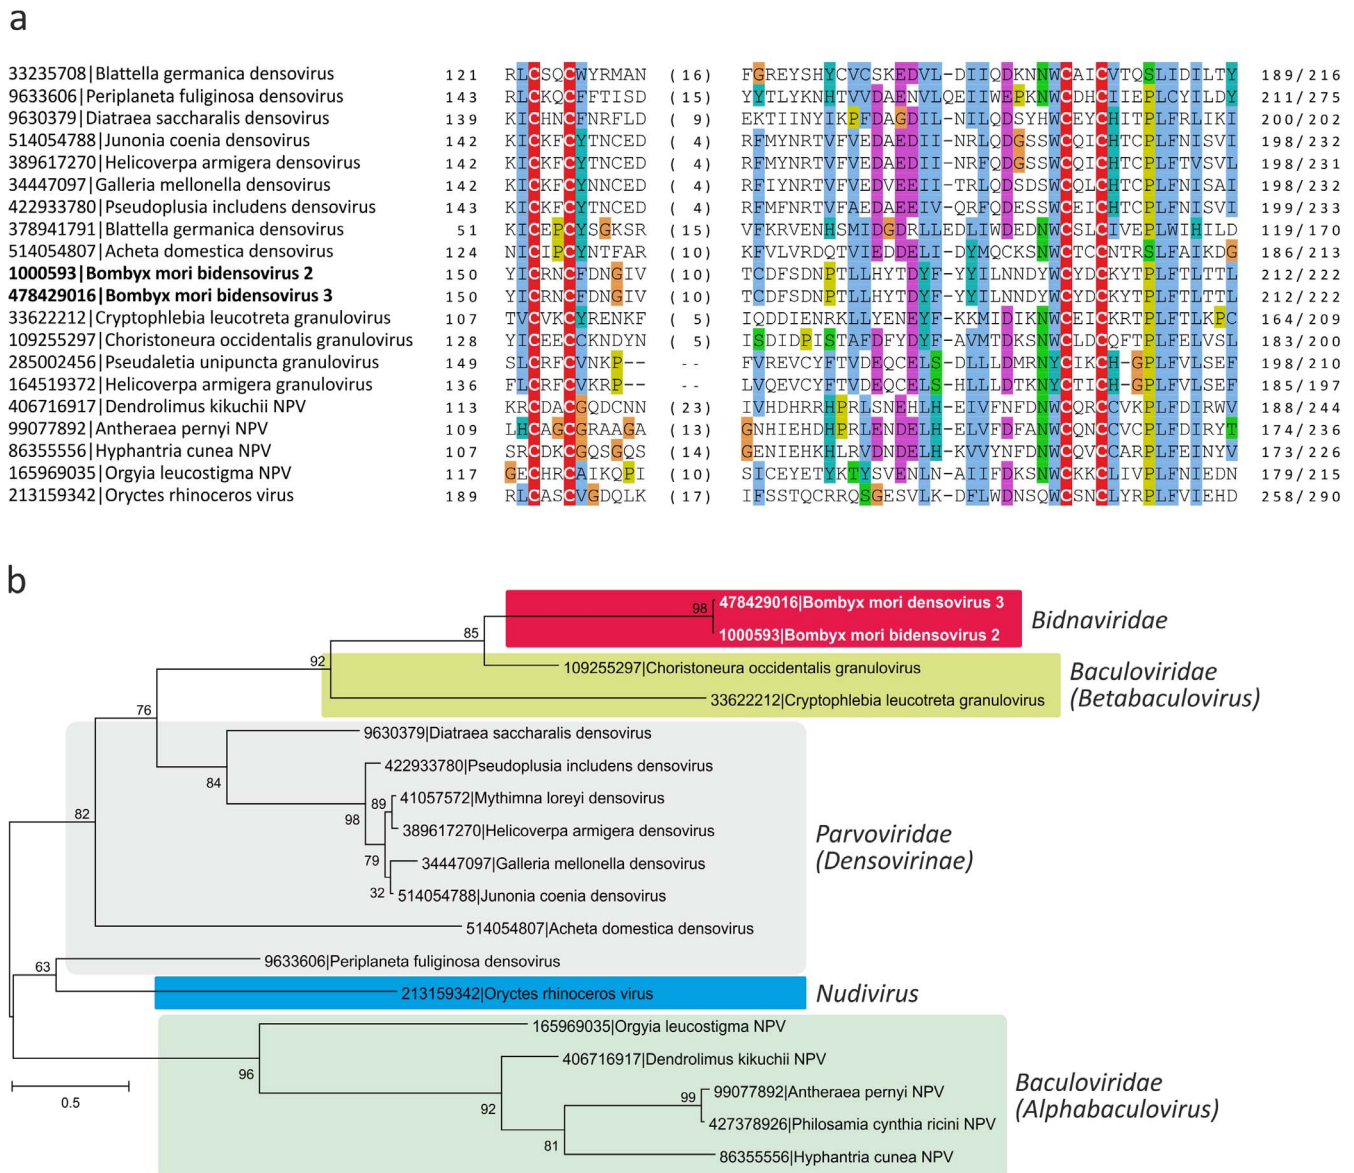 a
33235708|Blattella germanica densovirus 121 RLCSQCWYRMAN (16) FGREYSHYCVCSKEDVL-DIIQDKNNWCAICVTQSLIDILTY 189/216
9633606|Periplaneta fuliginosa densovirus 143 RLCKQCFFTISD (15) YYTLYKNHTVVDAENVLQEIIWEPKNWCDHCIIEPLCYILDY 211/275
9630379|Diatraea saccharalis densovirus 139 KICHNCFNRFLD ( 9) EKTIINYIKPFDAGDIL-NILQDSYHWCEYCHITPLFRLIKI 200/202
514054788|Junonia coenia densovirus 142 KICKFCYTNCED ( 4) RFMYNRTVFVEDAEDII-NRLQDGSSWCQICHTCPLFNISVI 198/232
389617270|Helicoverpa armigera densovirus 142 KICKFCYTNCED ( 4) RFMYNRTVFVEDAEDII-NRFQDGSSWCQICHTCPLFTVSVL 198/231
34447097|Galleria mellonella densovirus 142 KICKFCYNNCED ( 4) RFIYNRTVFVEDVEEII-TRLQDSDSWCQLCHTCPLFNISAI 198/232
422933780|Pseudoplusia includens densovirus 143 KICKFCYTNCED ( 4) RFMFNRTVFAEDAEEIV-QRFQDESSWCEICHTCPLFNISVI 199/233
378941791|Blattella germanica densovirus 51 KICEPCYSGKSR (15) VFKRVENHSMIDGDRLLEDLIWDEDNWCSLCIVEPLWIHILD 119/170
514054807|Acheta domestica densovirus 124 NICIPCYNTFAR (10) KFVLVRDQTVIEDDELLDYMQCKSNWCTCCNTRSLFAIKDG 186/213
1000593|Bombyx mori bidensovirus 2 150 YICRNCFDNGIV (10) TCDFSDNPTLLHYTDYF-YYILNNDYWCYDCKYTPLFTLTTL 212/222
478429016|Bombyx mori bidensovirus 3 150 YICRNCFDNGIV (10) TCDFSDNPTLLHYTDYF-YYILNNDYWCYDCKYTPLFTLTTL 212/222
33622212|Cryptophlebia leucotreta granulovirus 107 TVCVKCYRENKF ( 5) IQDDIENRKLLYENEYF-KKMIDIKNWCEICKRTPLFTLKPC 164/209
109255297|Choristoneura occidentalis granulovirus 128 YICEECCKNDYN ( 5) ISDIDPISTAFDFYDYF-AVMTDKSNWCLDCQFTPLFELVSL 183/200
285002456|Pseudaletia unipuncta granulovirus 149 SLCRFCVNKP-- -- FVREVCYFTVDEQCELS-DLLLDMRNYCIKCH-GPLFVLSEF 198/210
164519372|Helicoverpa armigera granulovirus 136 FLCRFCVKRP-- -- LVQEVCYFTVDEQCELS-HLLLDTKNYCTICH-GPLFVLSEF 185/197
406716917|Dendrolimus kikuchii NPV 113 KRCDACGQDCNN (23) IVHDHRRHPRLSNEHLH-EIVFNFDNWCQRCCVKPLFDIRWV 188/244
99077892|Antheraea pernyi NPV 109 LHCAGCGRAAGA (13) GNHIEHDHPRLENDELH-ELVFDFANWCQNCCVCPLFDIRYT 174/236
86355556|Hyphantria cunea NPV 107 SRCDKCGQSGQS (14) GENIEHKHLRVDNDELH-KVVYNFDNWCQVCCARPLFEINYV 173/226
165969035|Orgyia leucostigma NPV 117 GECHRCAIKQPI (10) SLCEYETYKTYSVENLN-AIIFDKSNWCKKCLIVPLFNIEDN 179/215
213159342|Oryctes rhinoceros virus 189 RLCASCVGDQLK (17) IFSSTQCRRQSGESVLK-DFLWDNSQWCSNCLYRPLFVIEHD 258/290
b
98 478429016|Bombyx mori densovirus 3
1000593|Bombyx mori bidensovirus 2
Bidnaviridae
85
109255297|Choristoneura occidentalis granulovirus
92
33622212|Cryptophlebia leucotreta granulovirus
Baculoviridae
(Betabaculovirus)
76
9630379|Diatraea saccharalis densovirus
84
422933780|Pseudoplusia includens densovirus
89 41057572|Mythimna loreyi densovirus
98
389617270|Helicoverpa armigera densovirus
79
34447097|Galleria mellonella densovirus
32 514054788|Junonia coenia densovirus
82
514054807|Acheta domestica densovirus
Parvoviridae
(Densovirinae)
63
9633606|Periplaneta fuliginosa densovirus
213159342|Oryctes rhinoceros virus
Nudivirus
165969035|Orgyia leucostigma NPV
96
406716917|Dendrolimus kikuchii NPV
92
99 99077892|Antheraea pernyi NPV
427378926|Philosamia cynthia ricini NPV
81
86355556|Hyphantria cunea NPV
Baculoviridae
(Alphabaculovirus)
0.5